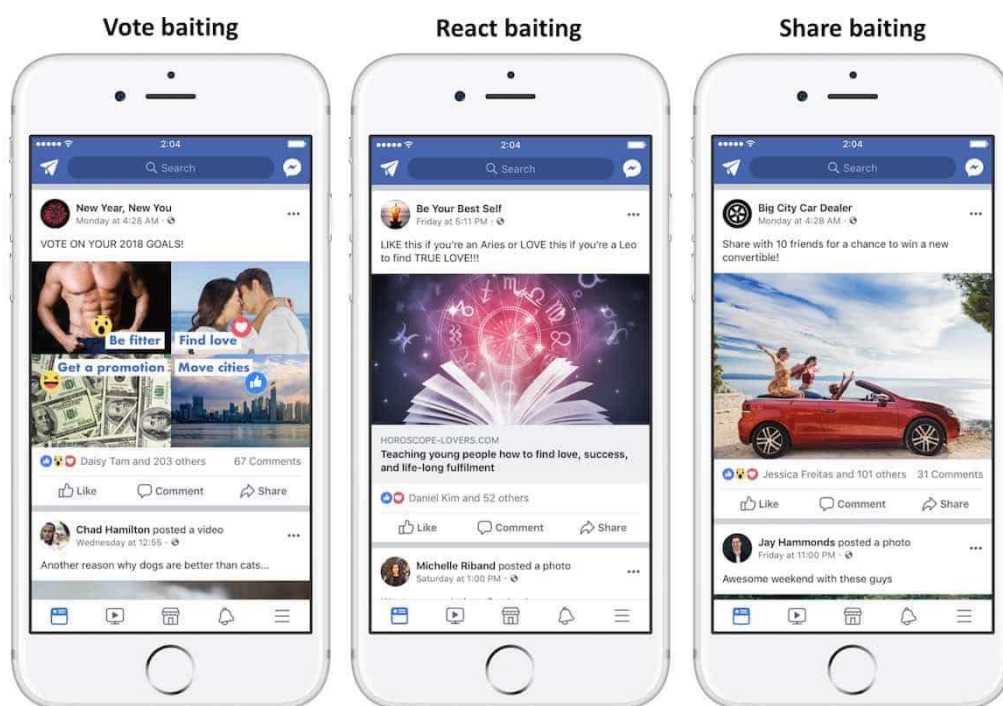 Vote baiting
React baiting
Share baiting
2:04
Search
New Year, New You
Monday at 4:28 AM ·
VOTE ON YOUR 2018 GOALS!
Be fitter
Find love
Get a promotion
Move cities
Daisy Tam and 203 others 67 Comments
Like Comment Share
Chad Hamilton posted a video
Wednesday at 12:55 ·
Another reason why dogs are better than cats...
2:04
Search
Be Your Best Self
Friday at 5:11 PM ·
LIKE this if you're an Aries or LOVE this if you're a Leo
to find TRUE LOVE!!!
HOROSCOPE-LOVERS.COM
Teaching young people how to find love, success,
and life-long fulfilment
Daniel Kim and 52 others
Like Comment Share
Michelle Riband posted a photo
Saturday at 1:00 PM ·
2:04
Search
Big City Car Dealer
Monday at 4:28 AM ·
Share with 10 friends for a chance to win a new
convertible!
Jessica Freitas and 101 others 31 Comments
Like Comment Share
Jay Hammonds posted a photo
Friday at 11:00 PM ·
Awesome weekend with these guys